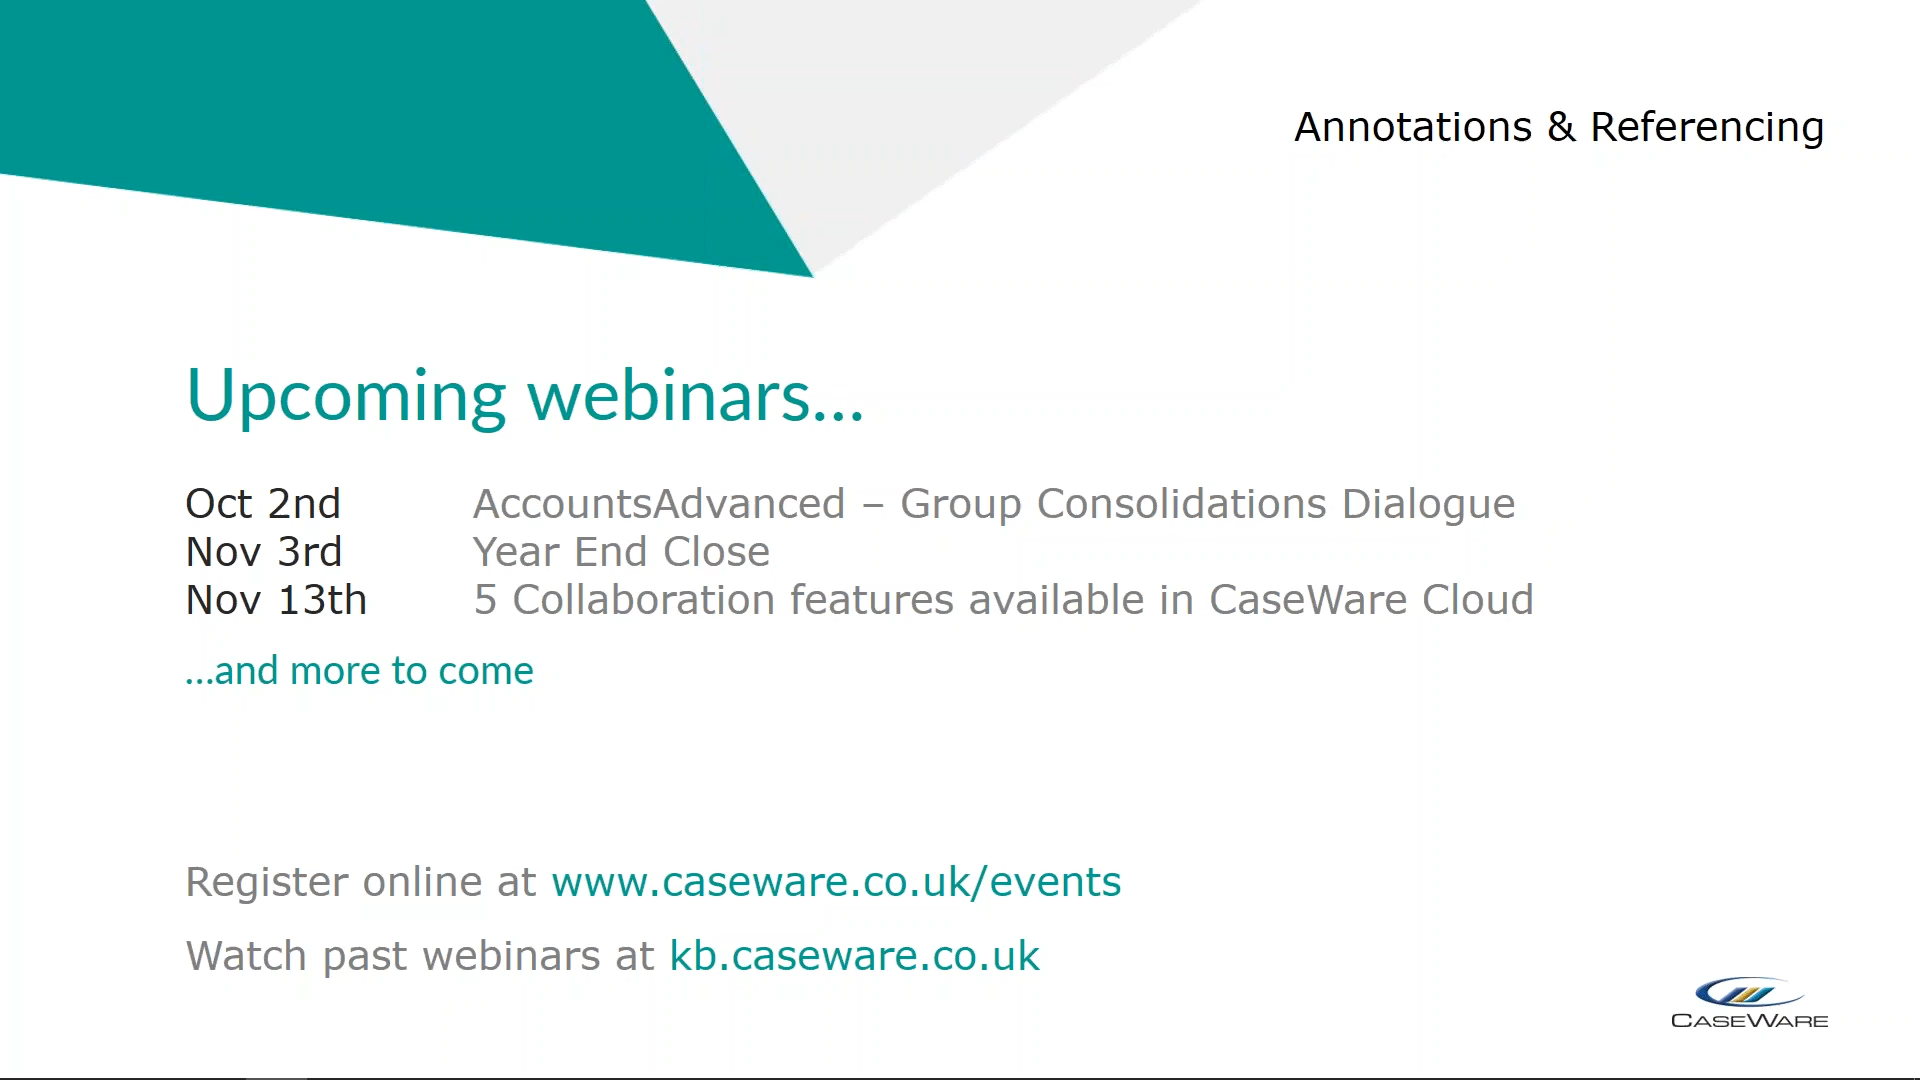 Annotations & Referencing
Upcoming webinars...
Oct 2nd AccountsAdvanced – Group Consolidations Dialogue
Nov 3rd Year End Close
Nov 13th 5 Collaboration features available in CaseWare Cloud
...and more to come
Register online at www.caseware.co.uk/events
Watch past webinars at kb.caseware.co.uk
CASEWARE